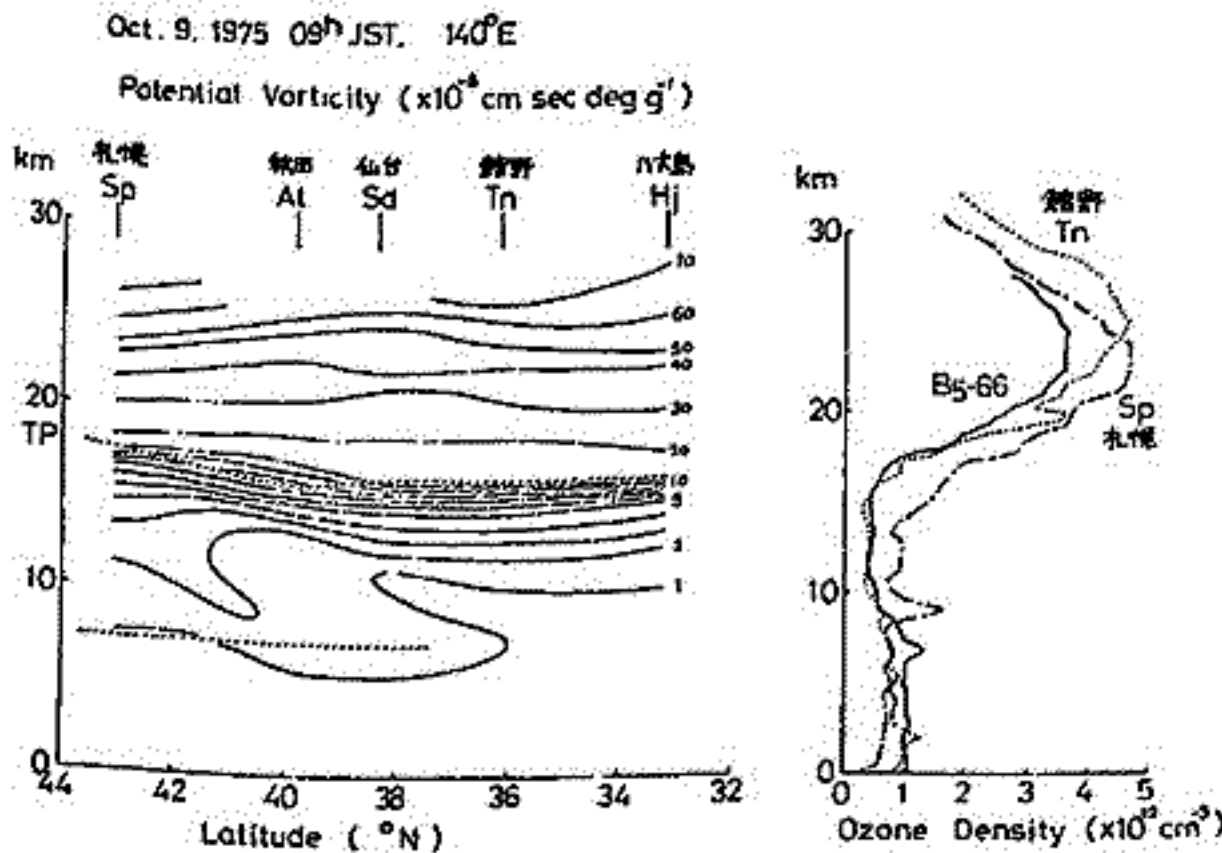 Oct. 9, 1975 09ʰ JST, 140°E
Potential Vorticity (x10⁻⁸ cm sec deg g⁻¹)
km 札幌 秋田 仙台 館野 八丈島
Sp At Sd Tn Hj
30
20
TP
10
0
70
60
50
40
30
10
5
2
1
44 42 40 38 36 34 32
Latitude (°N)
km
館野
Tn
30
B5-66
Sp
札幌
20
10
0
0 1 2 3 4 5
Ozone Density (x10¹² cm⁻³)